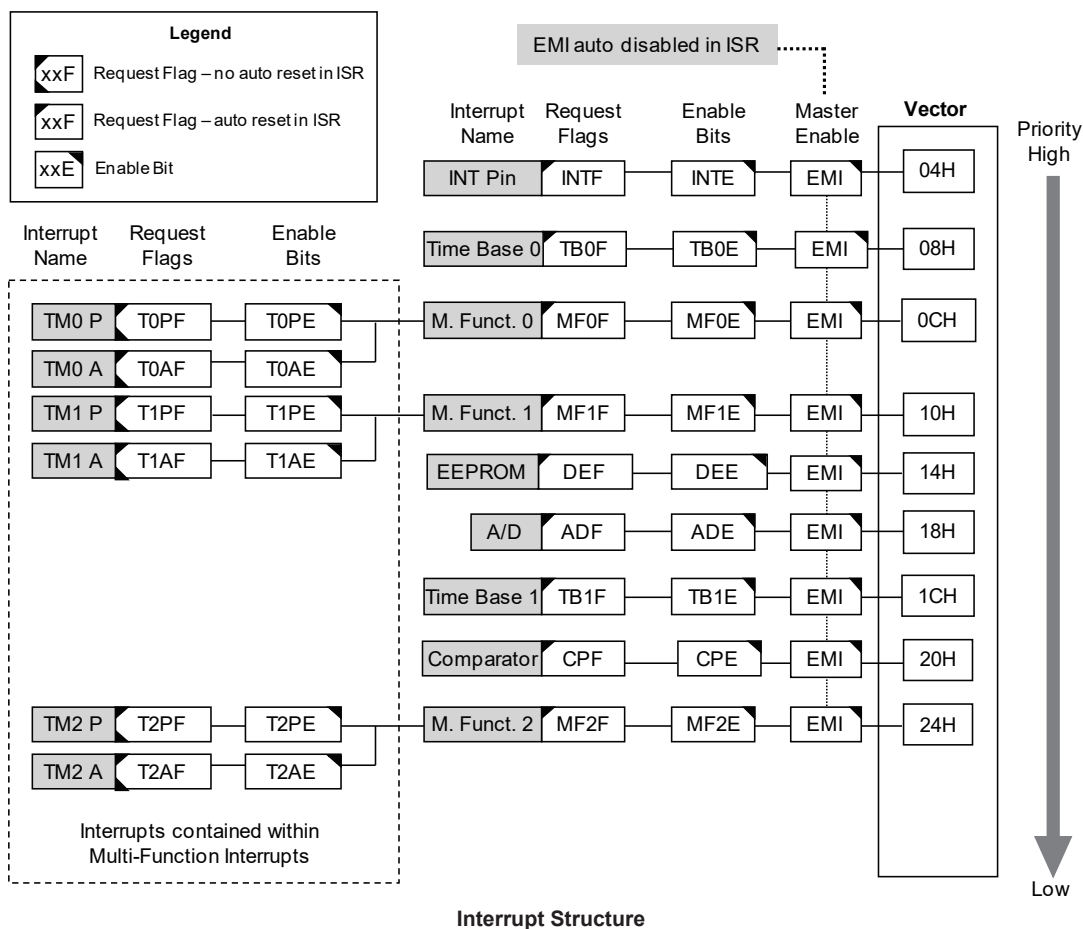 Legend
xxF Request Flag – no auto reset in ISR
xxF Request Flag – auto reset in ISR
xxE Enable Bit
EMI auto disabled in ISR
Interrupt Name Request Flags Enable Bits Master Enable Vector Priority High
INT Pin INTF INTE EMI 04H
Interrupt Name Request Flags Enable Bits
Time Base 0 TB0F TB0E EMI 08H
TM0 P T0PF T0PE M. Funct. 0 MF0F MF0E EMI 0CH
TM0 A T0AF T0AE
TM1 P T1PF T1PE M. Funct. 1 MF1F MF1E EMI 10H
TM1 A T1AF T1AE EEPROM DEF DEE EMI 14H
A/D ADF ADE EMI 18H
Time Base 1 TB1F TB1E EMI 1CH
Comparator CPF CPE EMI 20H
TM2 P T2PF T2PE M. Funct. 2 MF2F MF2E EMI 24H
TM2 A T2AF T2AE
Interrupts contained within
Multi-Function Interrupts
Low
Interrupt Structure